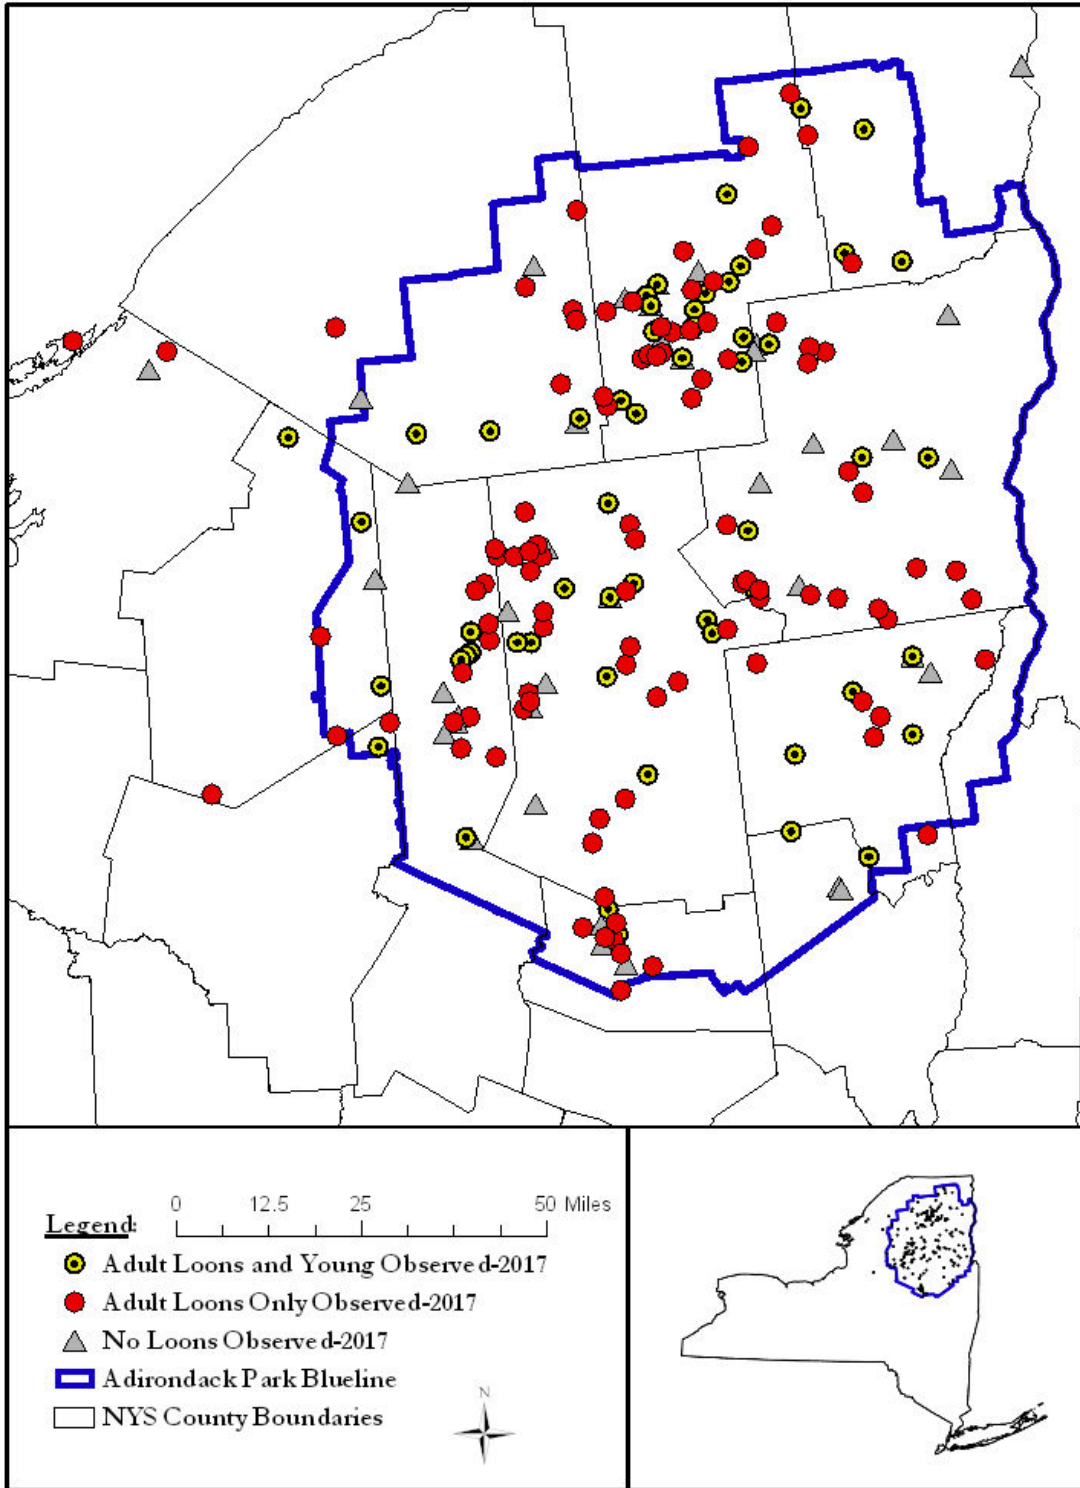 0 12.5 25 50 Miles
Legend:
Adult Loons and Young Observed-2017
Adult Loons Only Observed-2017
No Loons Observed-2017
Adirondack Park Blueline
NYS County Boundaries
N